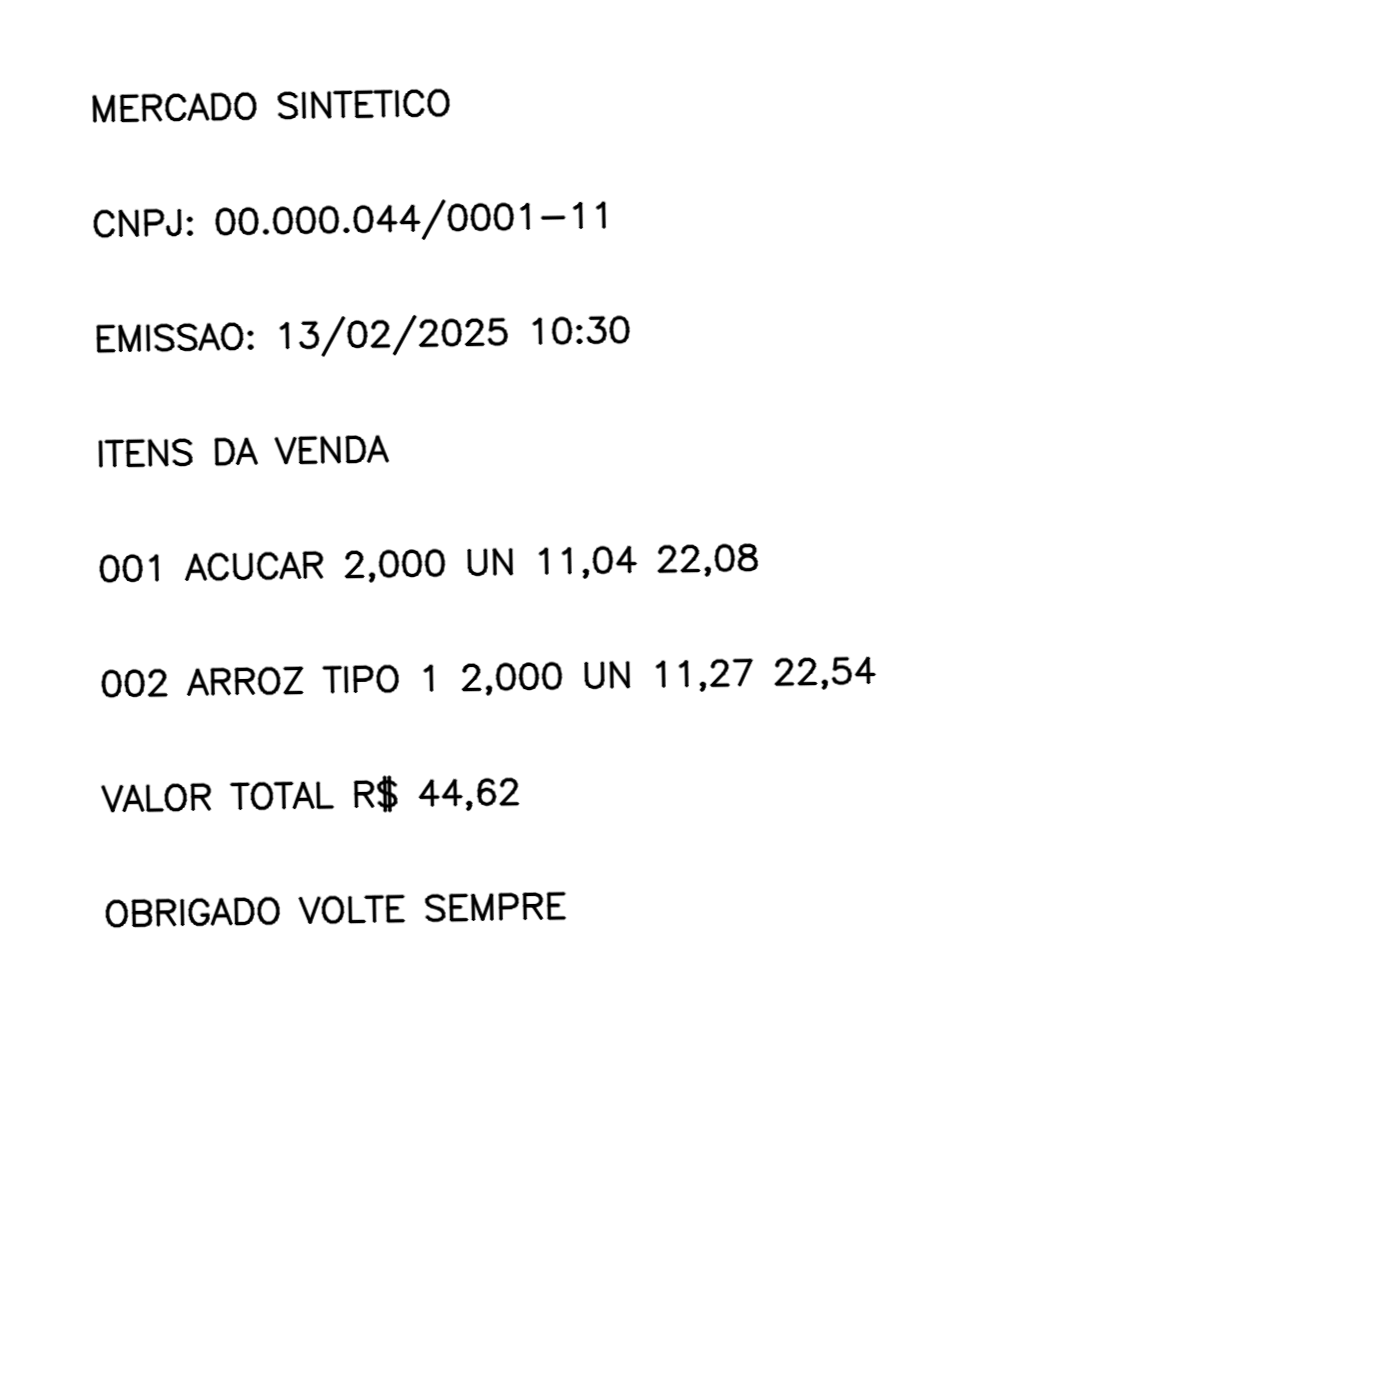 MERCADO SINTETICO
CNPJ: 00.000.044/0001-11
EMISSAO: 13/02/2025 10:30
ITENS DA VENDA
001 ACUCAR 2,000 UN 11,04 22,08
002 ARROZ TIPO 1 2,000 UN 11,27 22,54
VALOR TOTAL R$ 44,62
OBRIGADO VOLTE SEMPRE